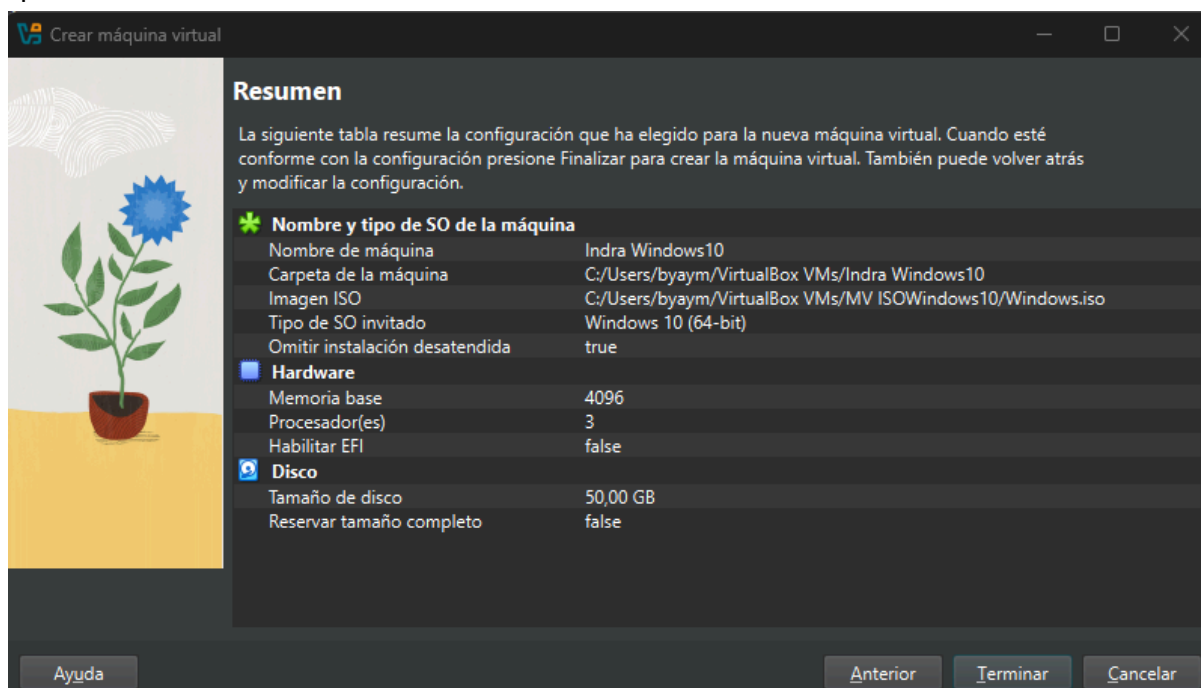 Crear máquina virtual
Resumen
La siguiente tabla resume la configuración que ha elegido para la nueva máquina virtual. Cuando esté
conforme con la configuración presione Finalizar para crear la máquina virtual. También puede volver atrás
y modificar la configuración.
Nombre y tipo de SO de la máquina
Nombre de máquina Indra Windows10
Carpeta de la máquina C:/Users/byaym/VirtualBox VMs/Indra Windows10
Imagen ISO C:/Users/byaym/VirtualBox VMs/MV ISOWindows10/Windows.iso
Tipo de SO invitado Windows 10 (64-bit)
Omitir instalación desatendida true
Hardware
Memoria base 4096
Procesador(es) 3
Habilitar EFI false
Disco
Tamaño de disco 50,00 GB
Reservar tamaño completo false
Ayuda Anterior Terminar Cancelar